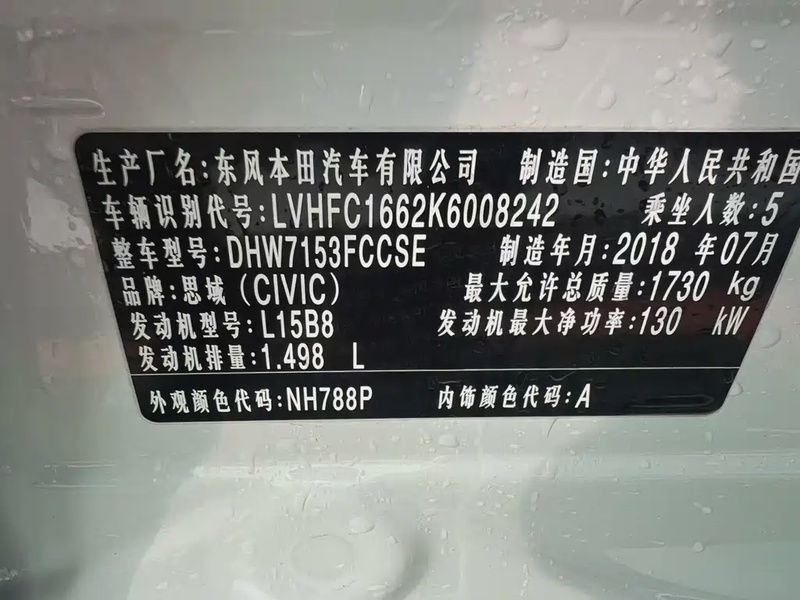 生产厂名:东风本田汽车有限公司 制造国:中华人民共和国
车辆识别代号:LVHFC1662K6008242 乘坐人数:5
整车型号:DHW7153FCCSE 制造年月:2018 年07月
品牌:思域(CIVIC) 最大允许总质量:1730 kg
发动机型号:L15B8 发动机最大净功率:130 kW
发动机排量:1.498 L
外观颜色代码:NH788P 内饰颜色代码:A